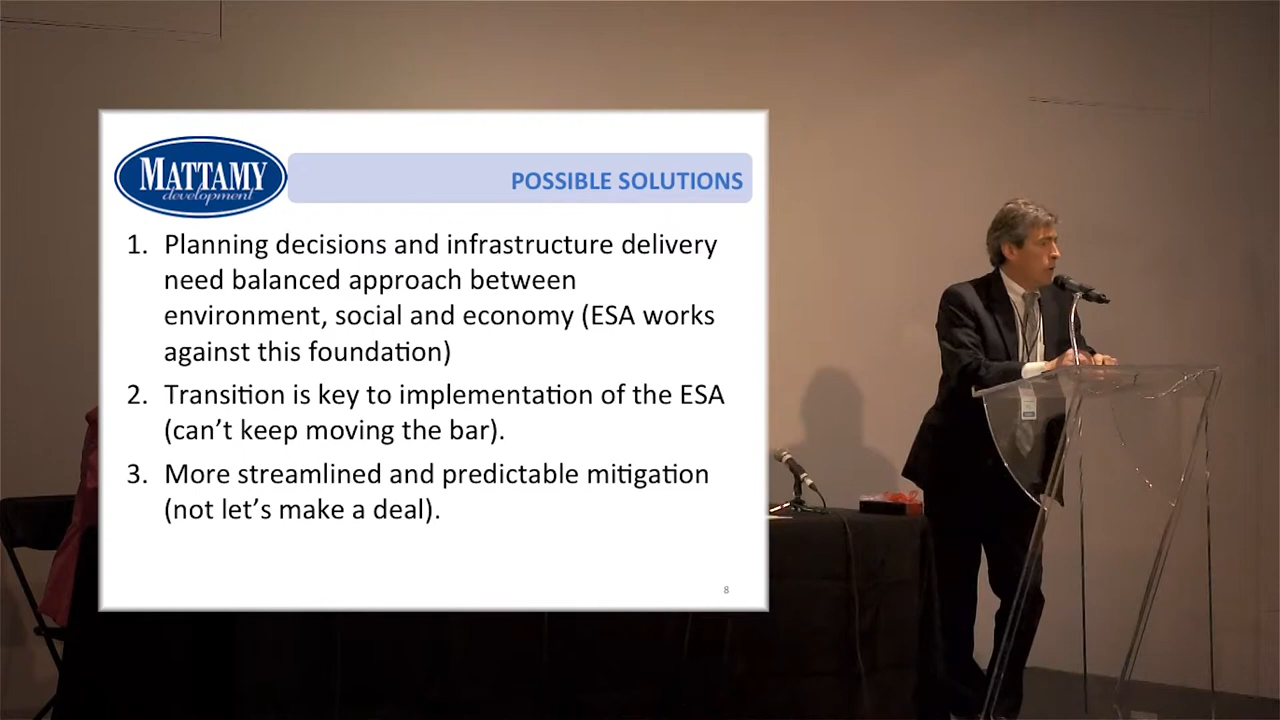 MATTAMY
development
POSSIBLE SOLUTIONS
1. Planning decisions and infrastructure delivery
need balanced approach between
environment, social and economy (ESA works
against this foundation)
2. Transition is key to implementation of the ESA
(can’t keep moving the bar).
3. More streamlined and predictable mitigation
(not let’s make a deal).
8